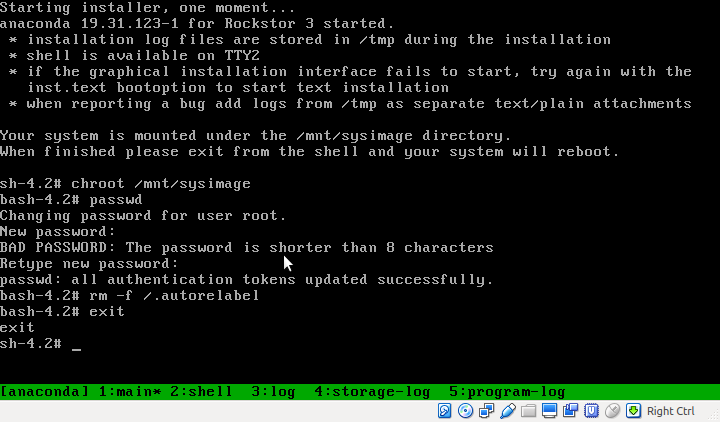 Starting installer, one moment...
anaconda 19.31.123-1 for Rockstor 3 started.
 * installation log files are stored in /tmp during the installation
 * shell is available on TTY2
 * if the graphical installation interface fails to start, try again with the
   inst.text bootoption to start text installation
 * when reporting a bug add logs from /tmp as separate text/plain attachments

Your system is mounted under the /mnt/sysimage directory.
When finished please exit from the shell and your system will reboot.

sh-4.2# chroot /mnt/sysimage
bash-4.2# passwd
Changing password for user root.
New password:
BAD PASSWORD: The password is shorter than 8 characters
Retype new password:
passwd: all authentication tokens updated successfully.
bash-4.2# rm -f /.autorelabel
bash-4.2# exit
exit
sh-4.2# _
[anaconda] 1:main* 2:shell  3:log  4:storage-log  5:program-log
Right Ctrl